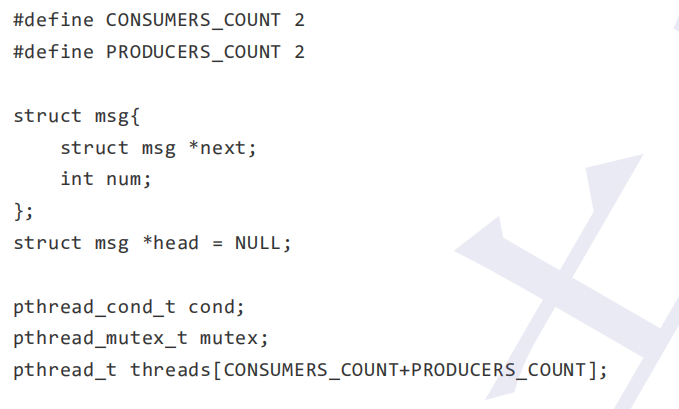 #define CONSUMERS_COUNT 2
#define PRODUCERS_COUNT 2
struct msg{
    struct msg *next;
    int num;
};
struct msg *head = NULL;
pthread_cond_t cond;
pthread_mutex_t mutex;
pthread_t threads[CONSUMERS_COUNT+PRODUCERS_COUNT];